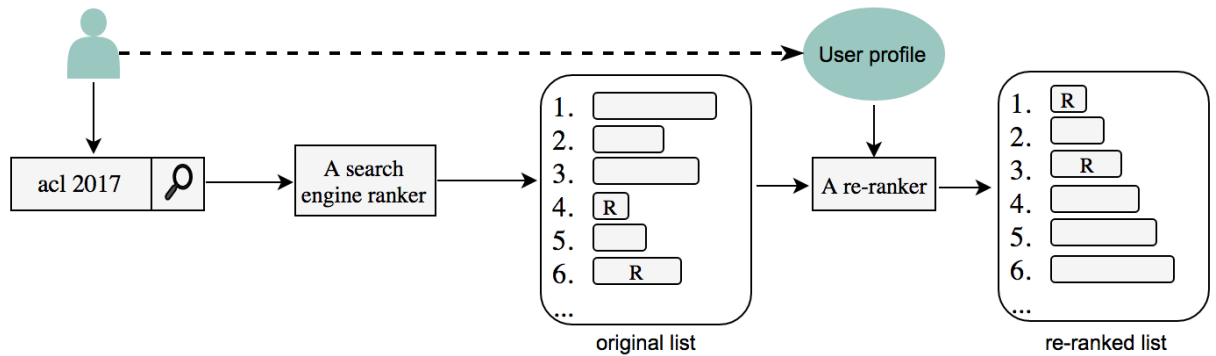 User profile
acl 2017
A search
engine ranker
1.
2.
3.
4. R
5.
6. R
...
original list
A re-ranker
1. R
2.
3. R
4.
5.
6.
...
re-ranked list